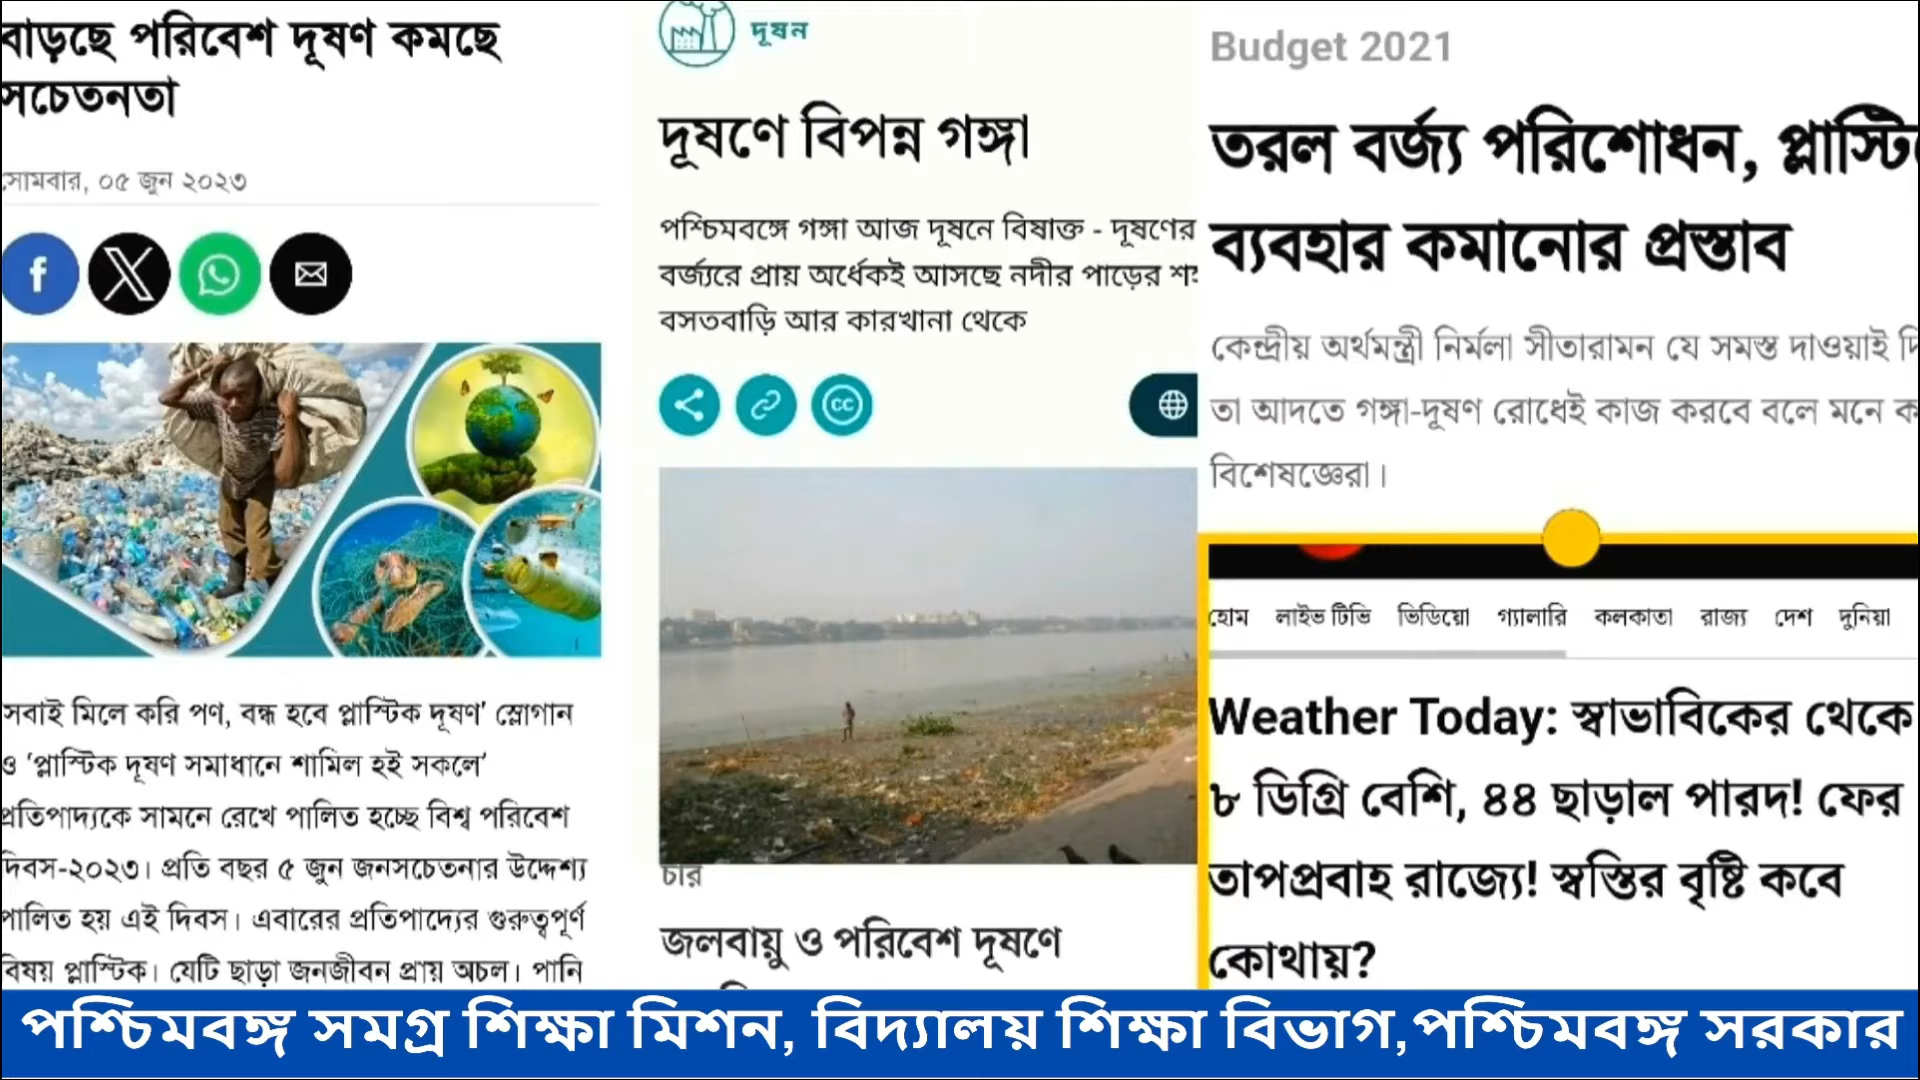 বাড়ছে পরিবেশ দূষণ কমছে
সচেতনতা
সোমবার, ০৫ জুন ২০২৩
সবাই মিলে করি পণ, বন্ধ হবে প্লাস্টিক দূষণ’ স্লোগান
ও ‘প্লাস্টিক দূষণ সমাধানে শামিল হই সকলে’
প্রতিপাদ্যকে সামনে রেখে পালিত হচ্ছে বিশ্ব পরিবেশ
দিবস-২০২৩। প্রতি বছর ৫ জুন জনসচেতনার উদ্দেশ্য
পালিত হয় এই দিবস। এবারের প্রতিপাদ্যের গুরুত্বপূর্ণ
বিষয় প্লাস্টিক। যেটি ছাড়া জনজীবন প্রায় অচল। পানি
দূষন
দূষণে বিপন্ন গঙ্গা
পশ্চিমবঙ্গে গঙ্গা আজ দূষনে বিষাক্ত - দূষণের
বর্জ্যরে প্রায় অর্ধেকই আসছে নদীর পাড়ের
বসতবাড়ি আর কারখানা থেকে
cc
চার
জলবায়ু ও পরিবেশ দূষণে
Budget 2021
তরল বর্জ্য পরিশোধন,
ব্যবহার কমানোর প্রস্তাব
কেন্দ্রীয় অর্থমন্ত্রী নির্মলা সীতারামন যে সমস্ত দাওয়াই
তা আদতে গঙ্গা-দূষণ রোধেই কাজ করবে বলে মনে
বিশেষজ্ঞেরা।
হোম লাইভ টিভি ভিডিয়ো গ্যালারি কলকাতা রাজ্য দেশ দুনিয়া
Weather Today: স্বাভাবিকের থেকে
৮ ডিগ্রি বেশি, ৪৪ ছাড়াল পারদ! ফের
তাপপ্রবাহ রাজ্যে! স্বস্তির বৃষ্টি কবে
কোথায়?
পশ্চিমবঙ্গ সমগ্র শিক্ষা মিশন, বিদ্যালয় শিক্ষা বিভাগ,পশ্চিমবঙ্গ সরকার